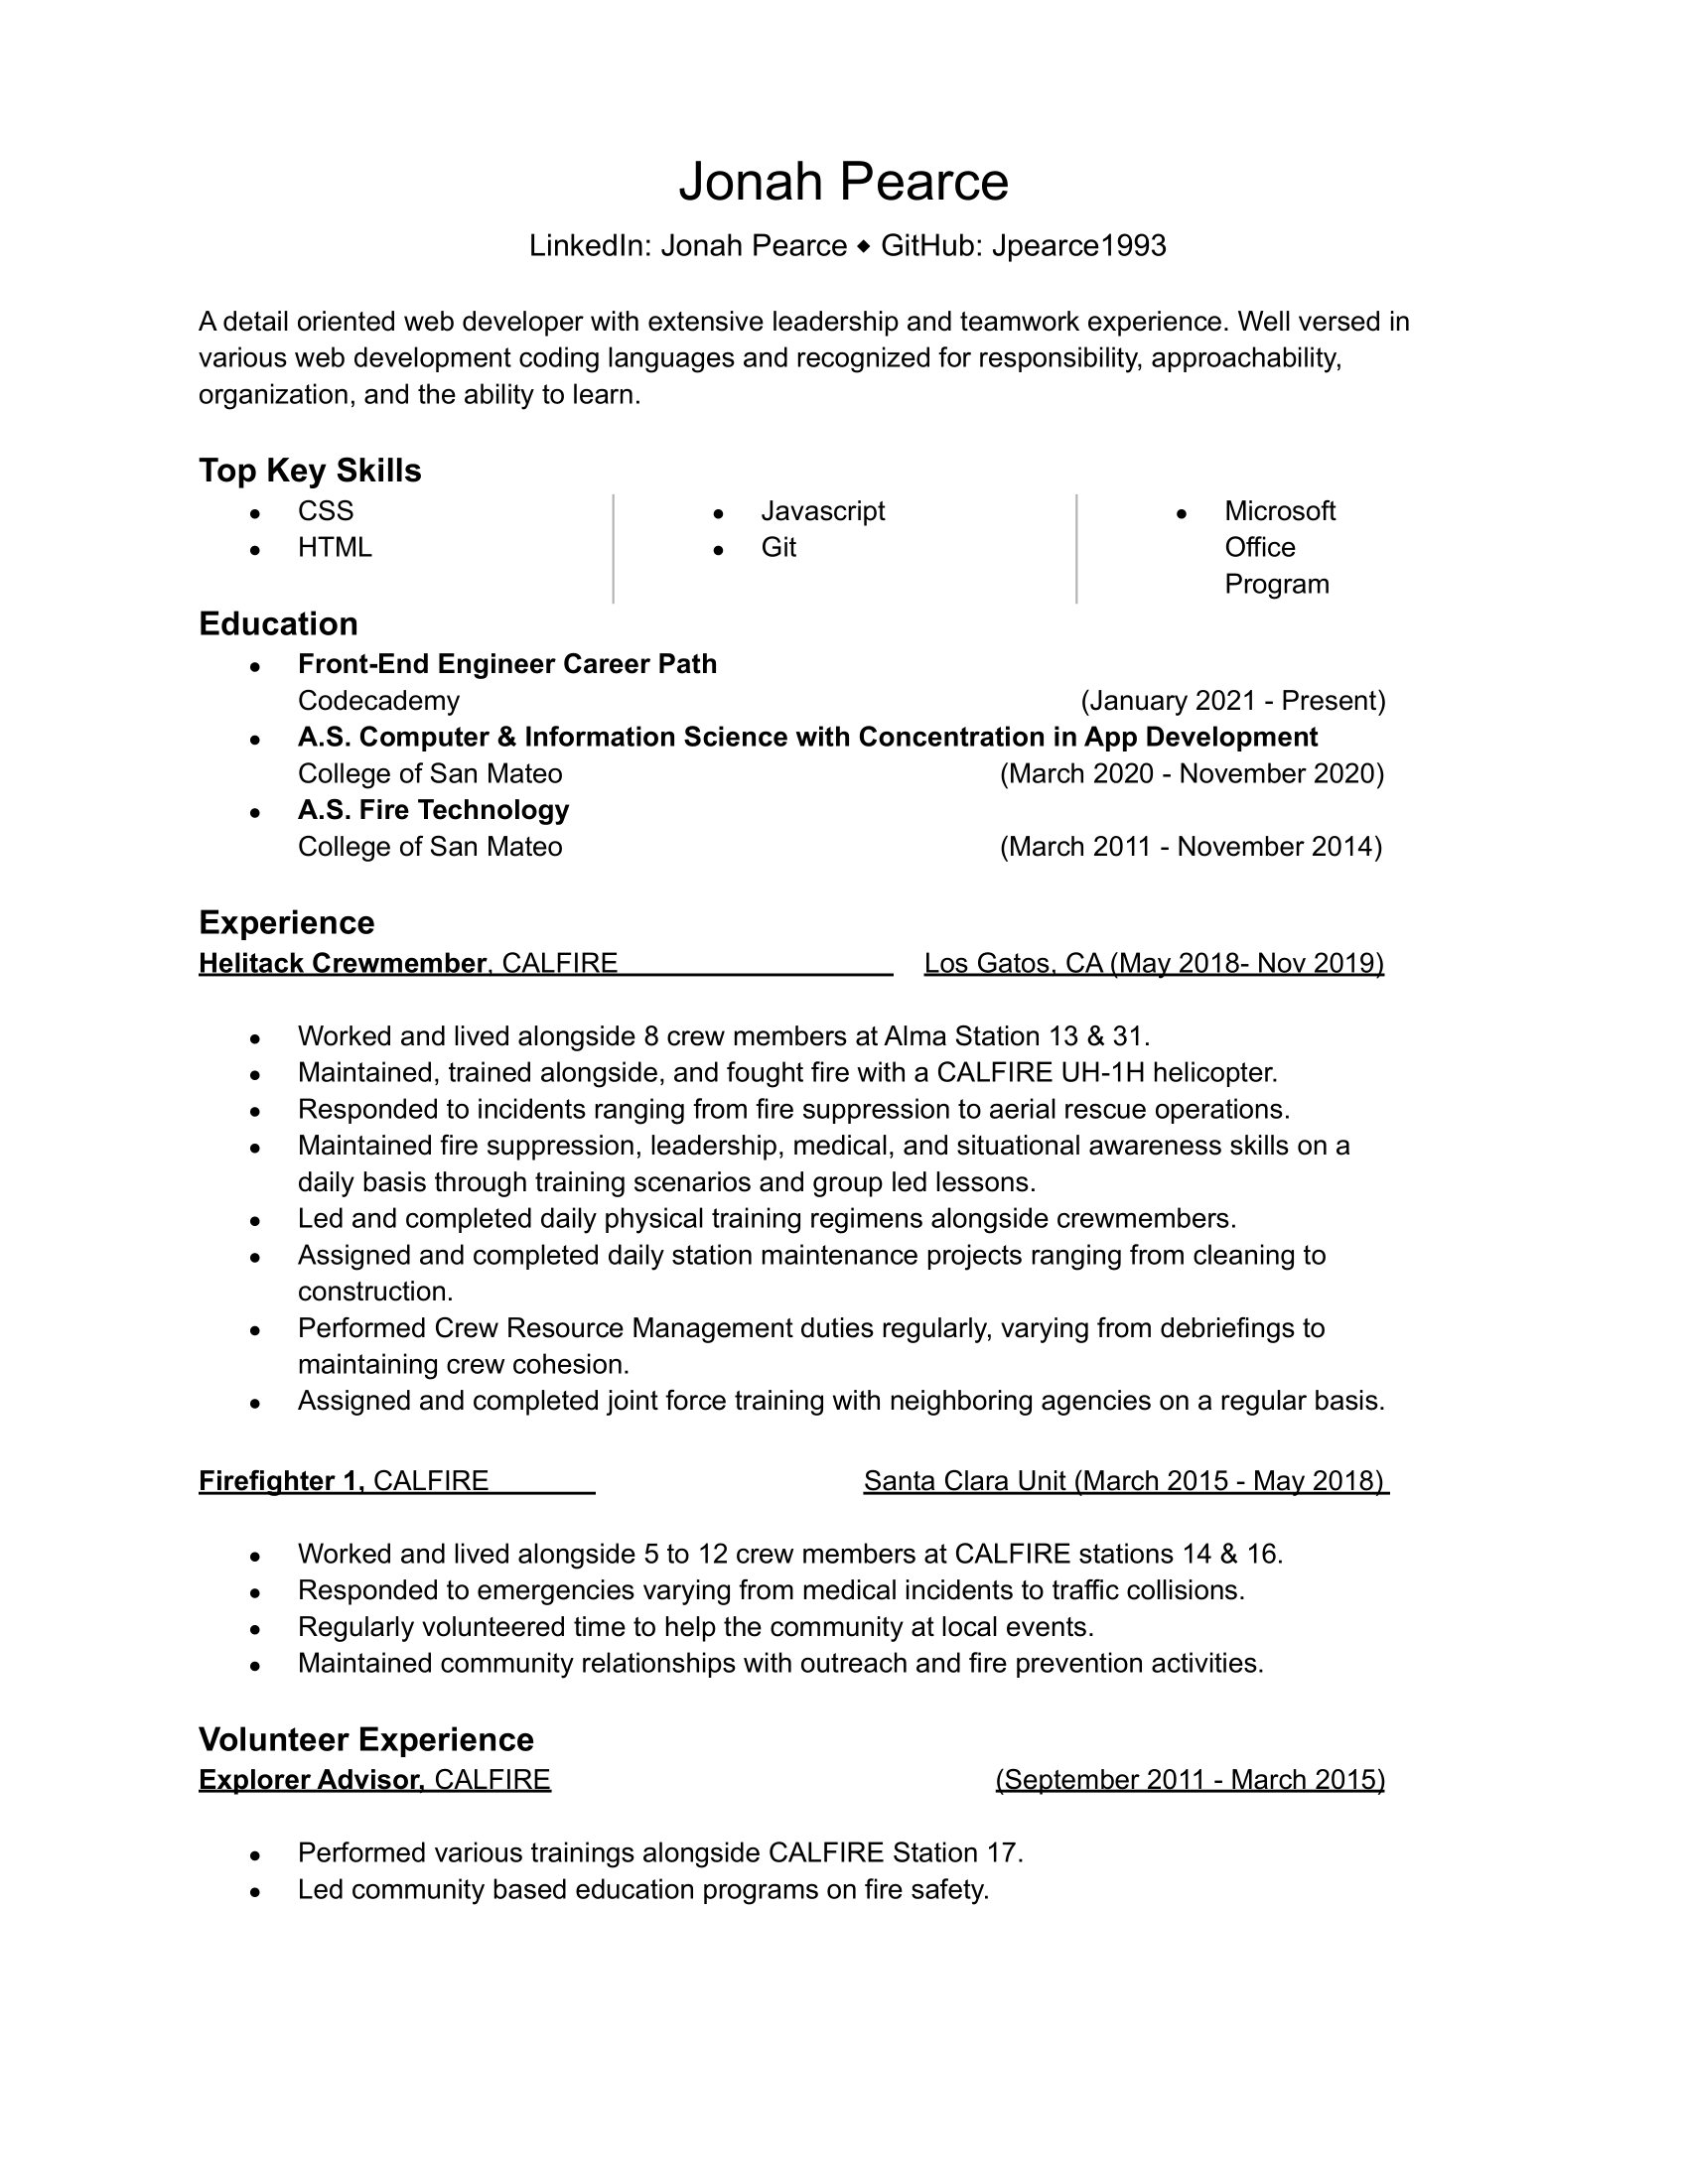 Jonah Pearce
LinkedIn: Jonah Pearce ◆ GitHub: Jpearce1993
A detail oriented web developer with extensive leadership and teamwork experience. Well versed in
various web development coding languages and recognized for responsibility, approachability,
organization, and the ability to learn.
Top Key Skills
● CSS
● HTML
● Javascript
● Git
● Microsoft
Office
Program
Education
● Front-End Engineer Career Path
Codecademy (January 2021 - Present)
● A.S. Computer & Information Science with Concentration in App Development
College of San Mateo (March 2020 - November 2020)
● A.S. Fire Technology
College of San Mateo (March 2011 - November 2014)
Experience
Helitack Crewmember, CALFIRE Los Gatos, CA (May 2018- Nov 2019)
● Worked and lived alongside 8 crew members at Alma Station 13 & 31.
● Maintained, trained alongside, and fought fire with a CALFIRE UH-1H helicopter.
● Responded to incidents ranging from fire suppression to aerial rescue operations.
● Maintained fire suppression, leadership, medical, and situational awareness skills on a
daily basis through training scenarios and group led lessons.
● Led and completed daily physical training regimens alongside crewmembers.
● Assigned and completed daily station maintenance projects ranging from cleaning to
construction.
● Performed Crew Resource Management duties regularly, varying from debriefings to
maintaining crew cohesion.
● Assigned and completed joint force training with neighboring agencies on a regular basis.
Firefighter 1, CALFIRE Santa Clara Unit (March 2015 - May 2018)
● Worked and lived alongside 5 to 12 crew members at CALFIRE stations 14 & 16.
● Responded to emergencies varying from medical incidents to traffic collisions.
● Regularly volunteered time to help the community at local events.
● Maintained community relationships with outreach and fire prevention activities.
Volunteer Experience
Explorer Advisor, CALFIRE (September 2011 - March 2015)
● Performed various trainings alongside CALFIRE Station 17.
● Led community based education programs on fire safety.